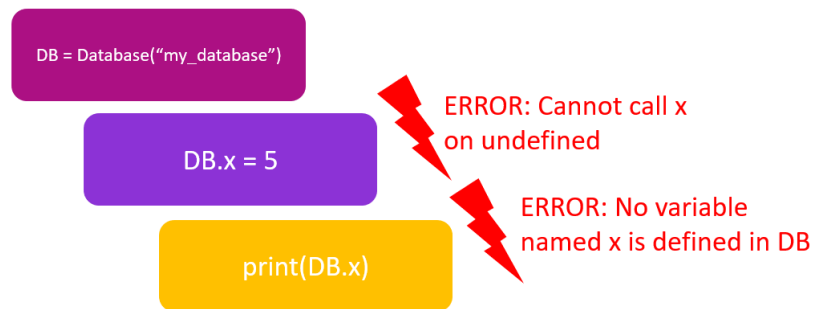 DB = Database(“my_database”)
ERROR: Cannot call x
on undefined
DB.x = 5
ERROR: No variable
named x is defined in DB
print(DB.x)